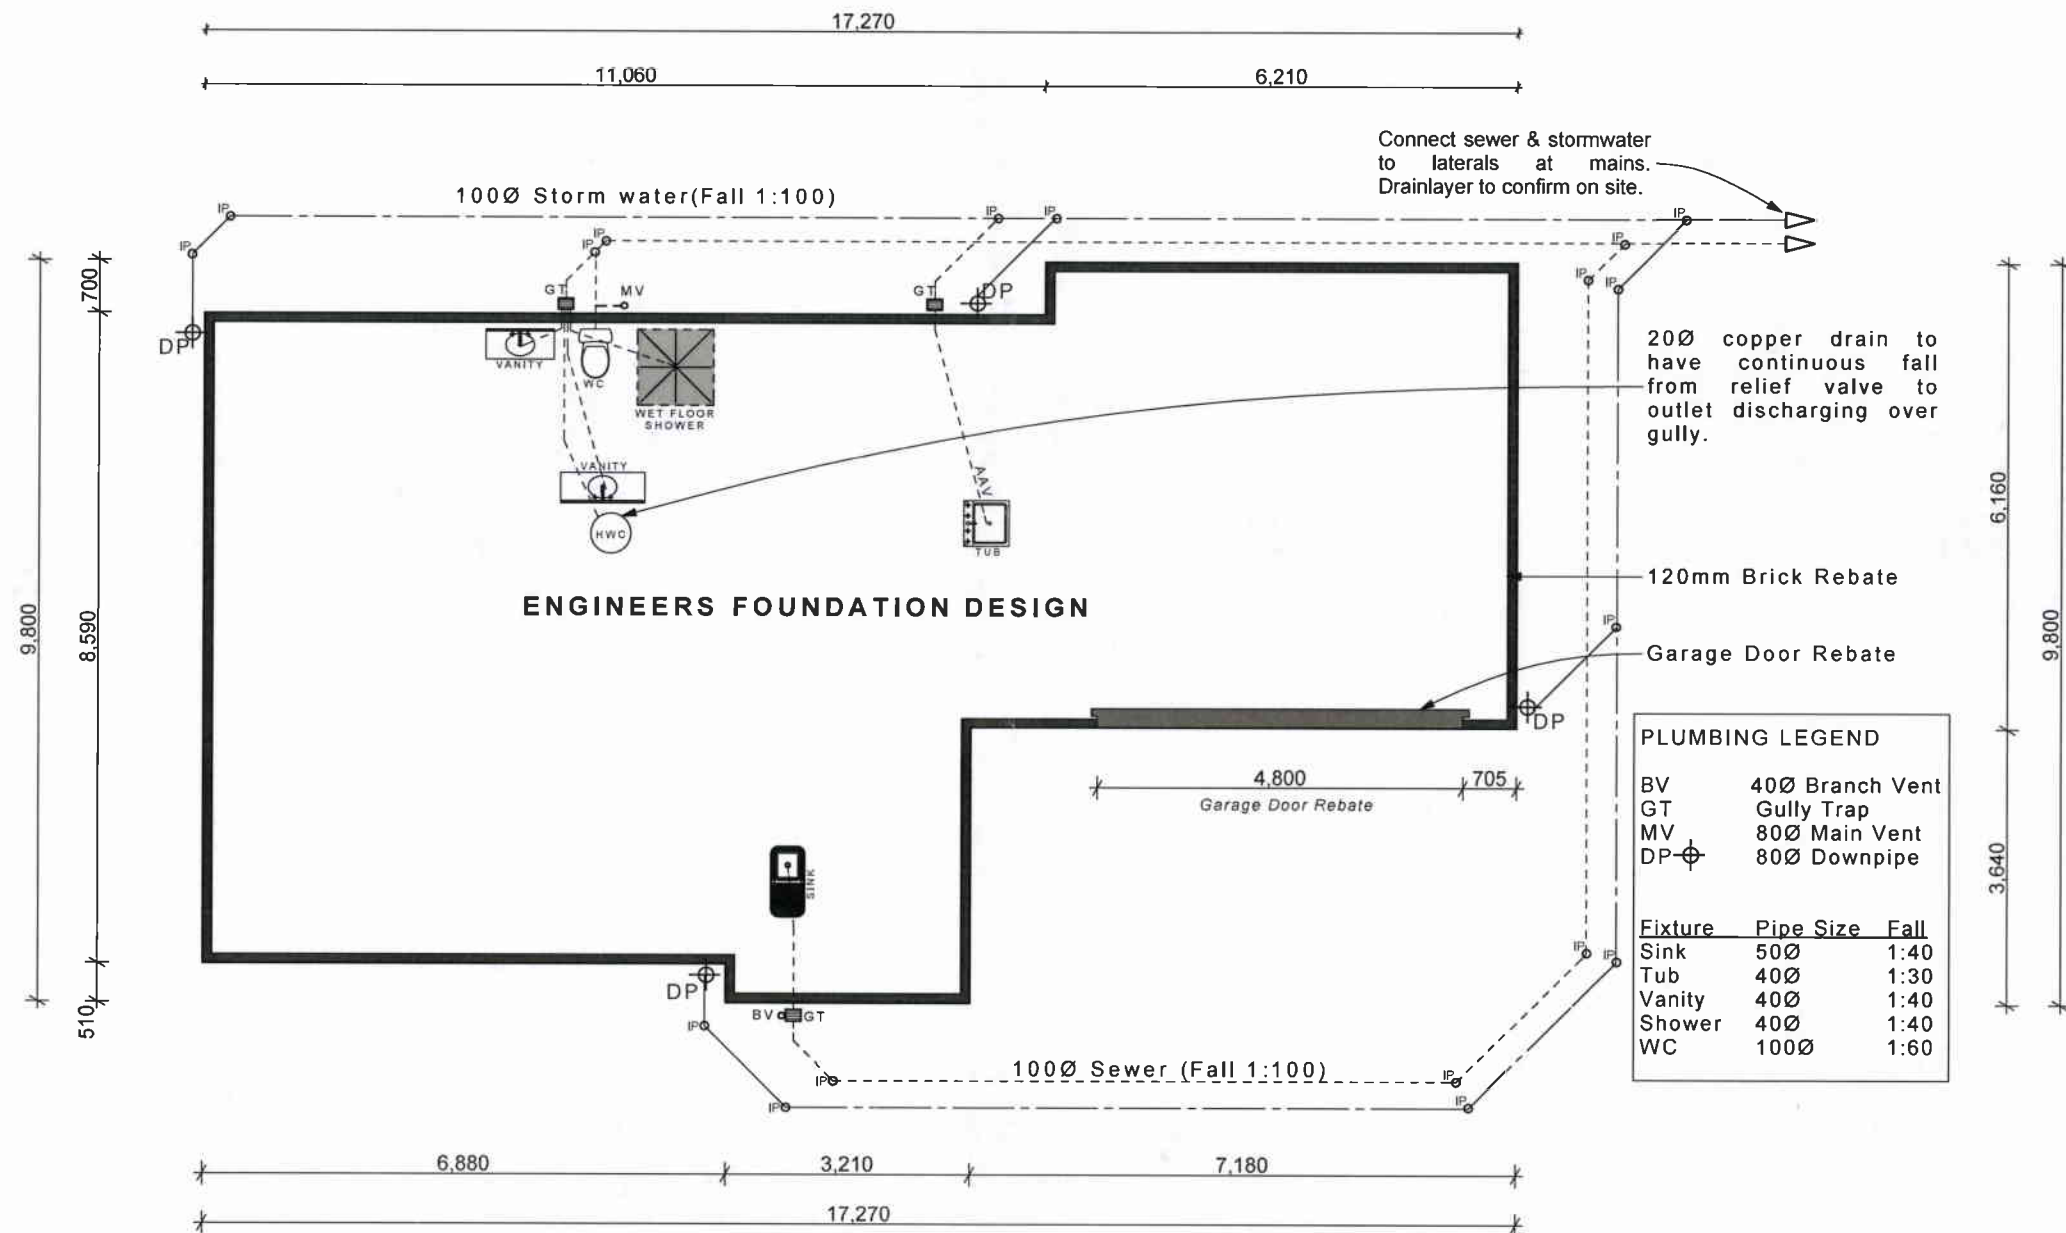 17,270
11,060
6,210
Connect sewer & stormwater
to laterals at mains.
Drainlayer to confirm on site.
100Ø Storm water(Fall 1:100)
IP
IP
IP
IP
IP
IP
IP
IP
IP
IP
700
GT
MV
GT
DP
DP
VANITY
WC
WET FLOOR
SHOWER
20Ø copper drain to
have continuous fall
from relief valve to
outlet discharging over
gully.
VANITY
HWC
AAV
TUB
6,160
120mm Brick Rebate
ENGINEERS FOUNDATION DESIGN
9,800
8,590
9,800
IP
Garage Door Rebate
DP
4,800
705
Garage Door Rebate
PLUMBING LEGEND
BV 40Ø Branch Vent
GT Gully Trap
MV 80Ø Main Vent
DP 80Ø Downpipe
3,640
SINK
Fixture Pipe Size Fall
Sink 50Ø 1:40
Tub 40Ø 1:30
Vanity 40Ø 1:40
Shower 40Ø 1:40
WC 100Ø 1:60
IP
IP
DP
510
BV
GT
IP
100Ø Sewer (Fall 1:100)
IP
IP
IP
IP
6,880
3,210
7,180
17,270